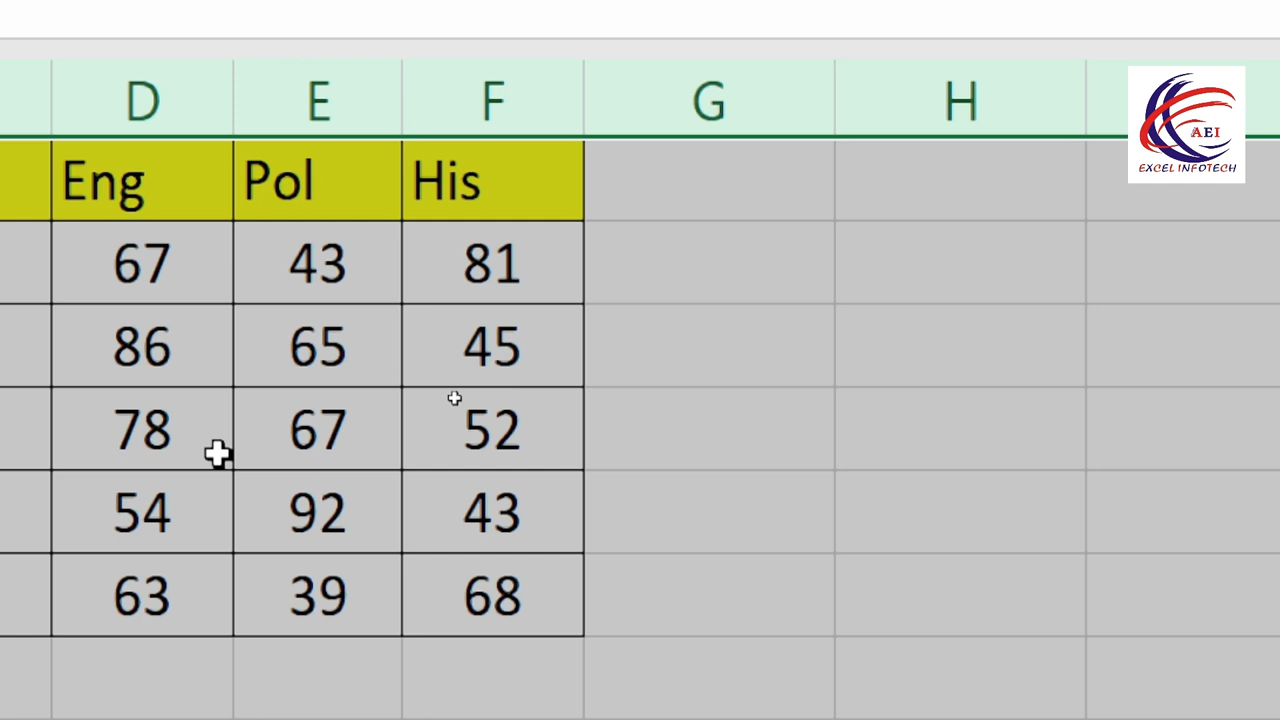 D E F G H
AEI
EXCEL INFOTECH
Eng Pol His
67 43 81
86 65 45
78 67 52
54 92 43
63 39 68